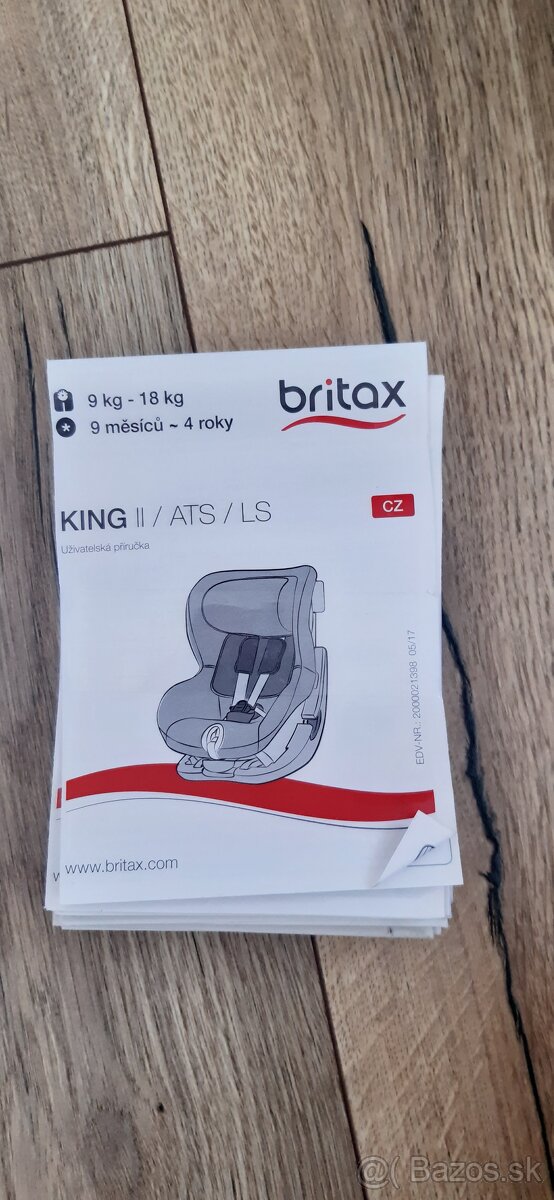 9 kg - 18 kg
britax
9 měsíců ~ 4 roky
KING II / ATS / LS
CZ
Uživatelská příručka
EDV-NR.: 2000021398 05/17
www.britax.com
@( Bazos.sk